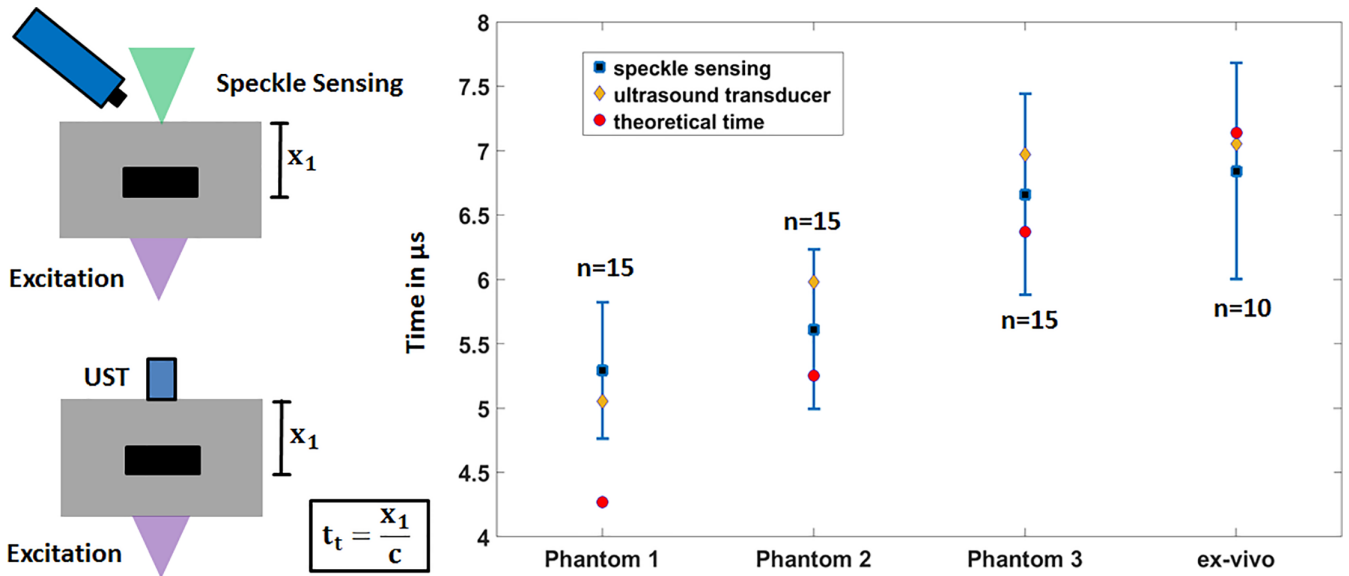 Speckle Sensing
x1
Excitation
UST
x1
Excitation
tt = x1/c
8
7.5
7
6.5
6
5.5
5
4.5
4
Time in µs
speckle sensing
ultrasound transducer
theoretical time
n=15
n=15
n=15
n=10
Phantom 1 Phantom 2 Phantom 3 ex-vivo